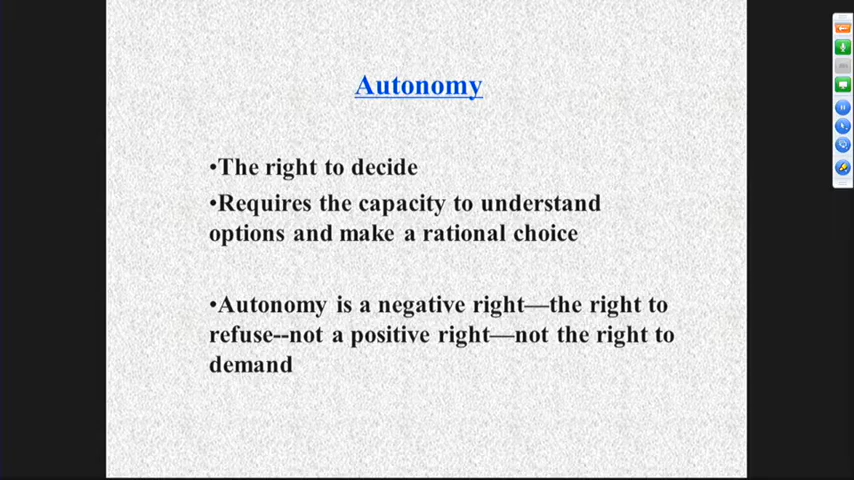 Autonomy
•The right to decide
•Requires the capacity to understand
options and make a rational choice
•Autonomy is a negative right—the right to
refuse--not a positive right—not the right to
demand